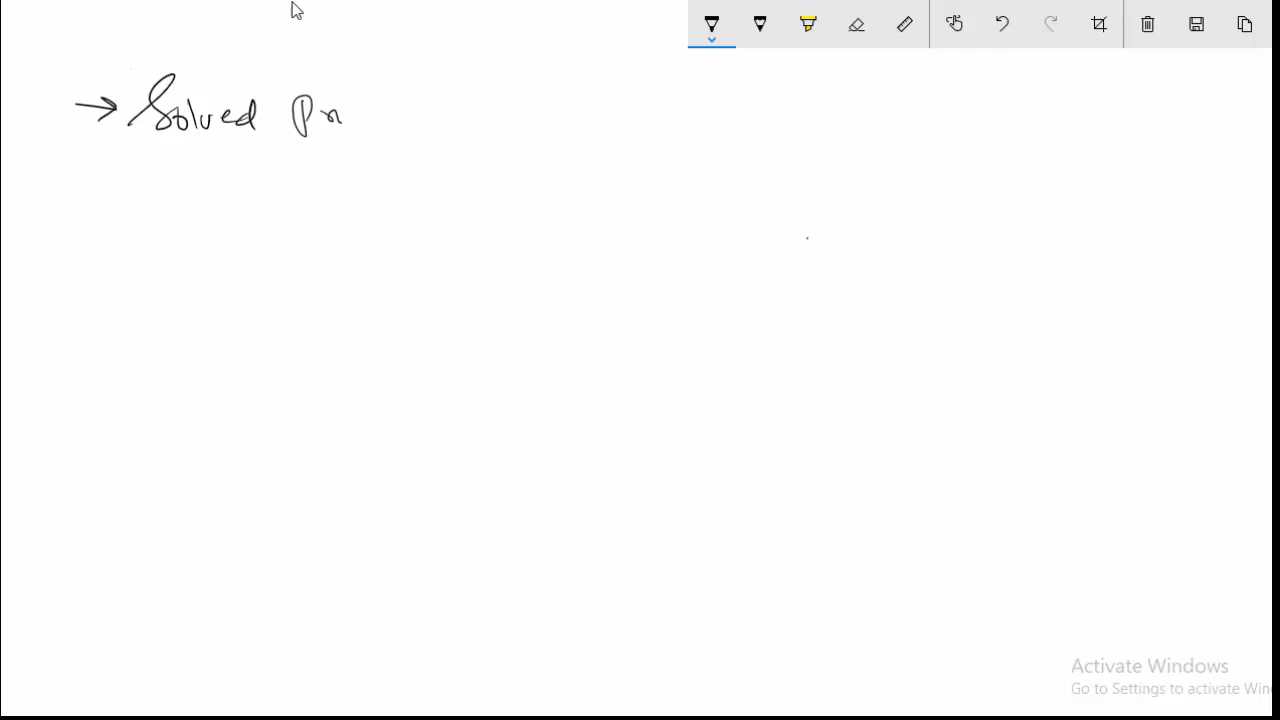 → Solved Pr
Activate Windows
Go to Settings to activate Win